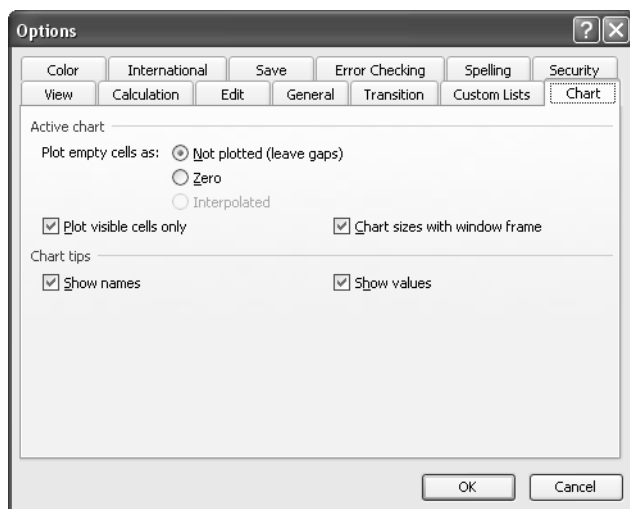 Options
Color International Save Error Checking Spelling Security
View Calculation Edit General Transition Custom Lists Chart
Active chart
Plot empty cells as: Not plotted (leave gaps)
Zero
Interpolated
Plot visible cells only Chart sizes with window frame
Chart tips
Show names Show values
OK Cancel